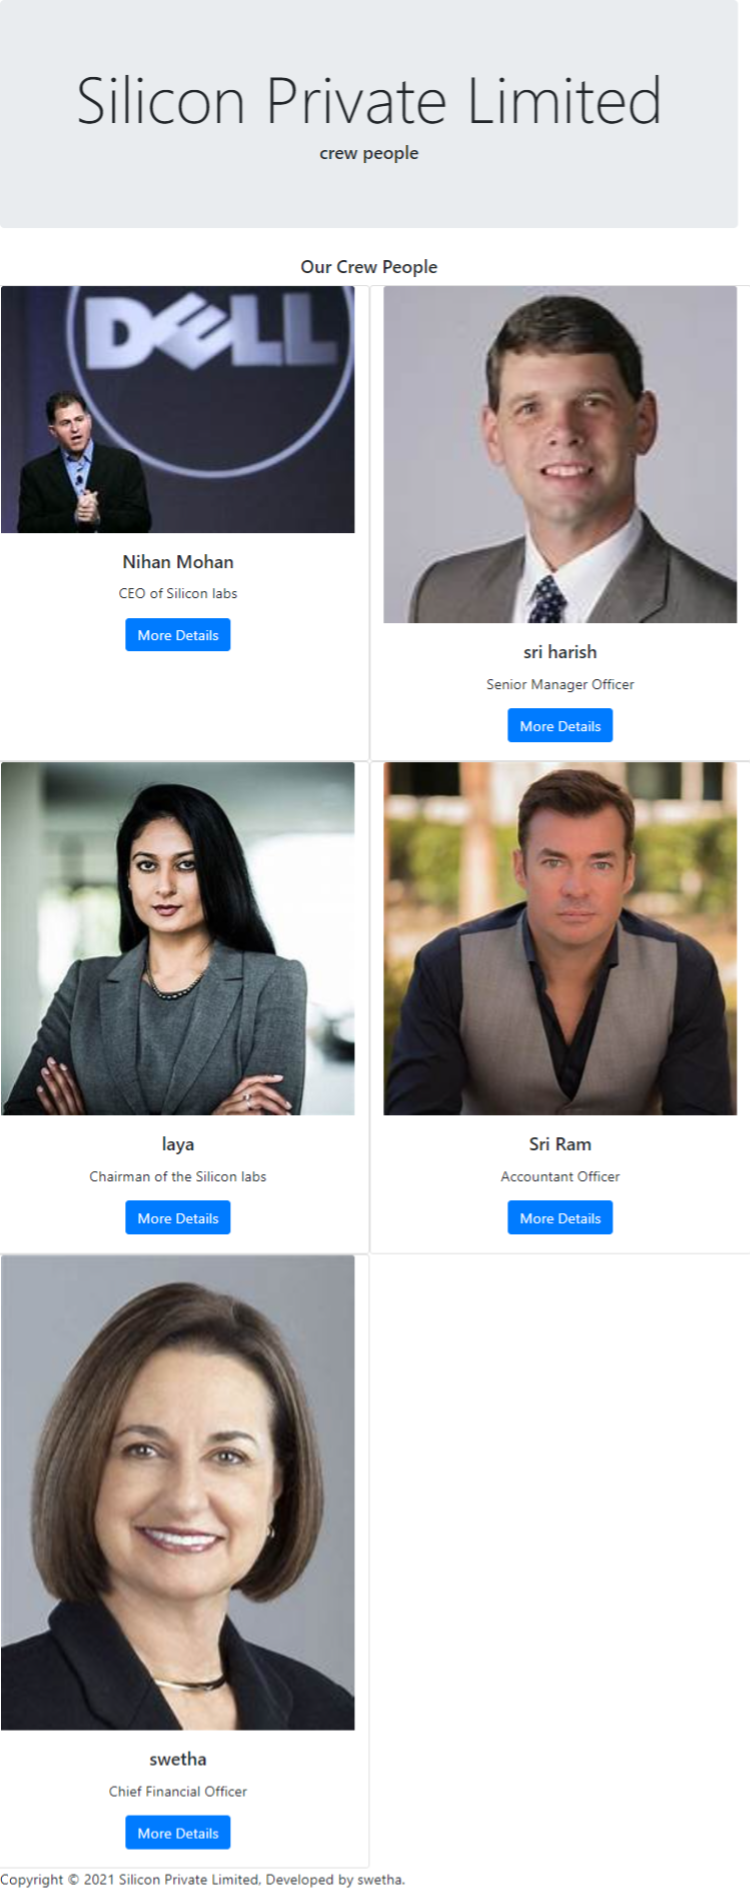 Silicon Private Limited
crew people
Our Crew People
DELL
Nihan Mohan
CEO of Silicon labs
More Details
sri harish
Senior Manager Officer
More Details
laya
Chairman of the Silicon labs
More Details
Sri Ram
Accountant Officer
More Details
swetha
Chief Financial Officer
More Details
Copyright © 2021 Silicon Private Limited, Developed by swetha.